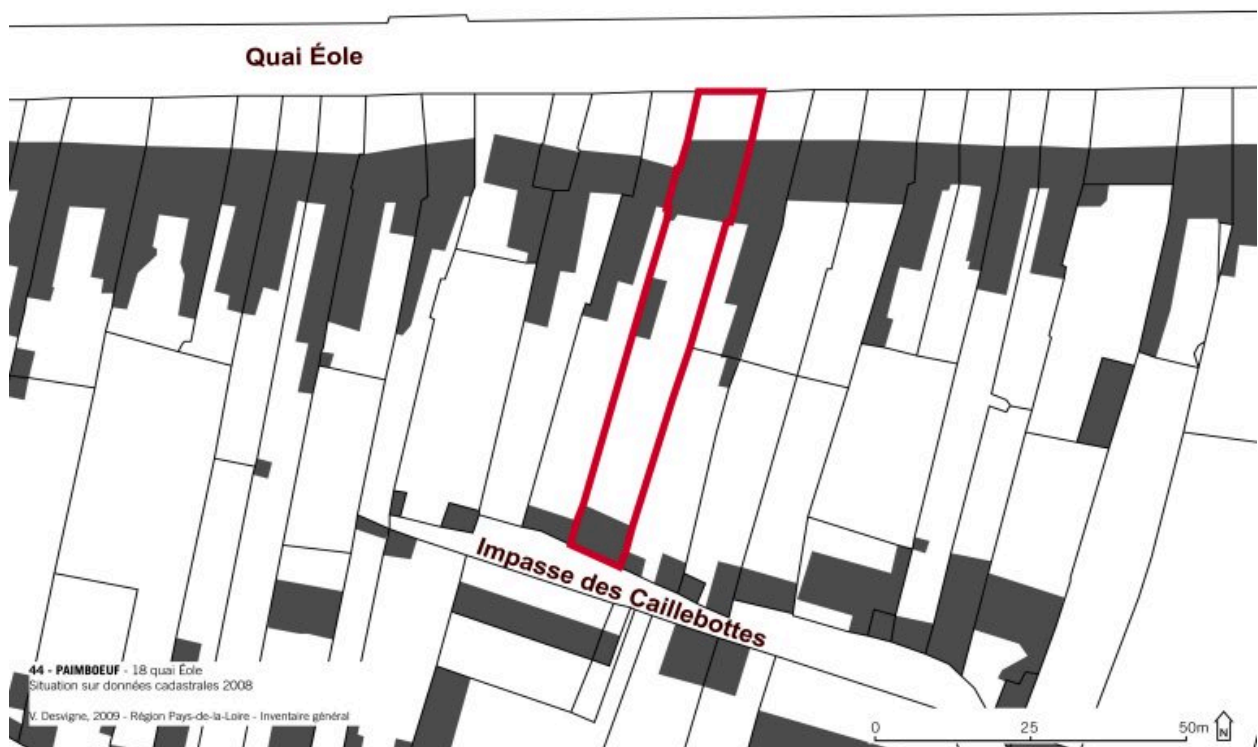 Quai Éole
Impasse des Caillebottes
44 - PAIMBOEUF - 18 quai Éole
Situation sur données cadastrales 2008
V. Desvigne, 2009 - Région Pays-de-la-Loire - Inventaire général
0 25 50m
N